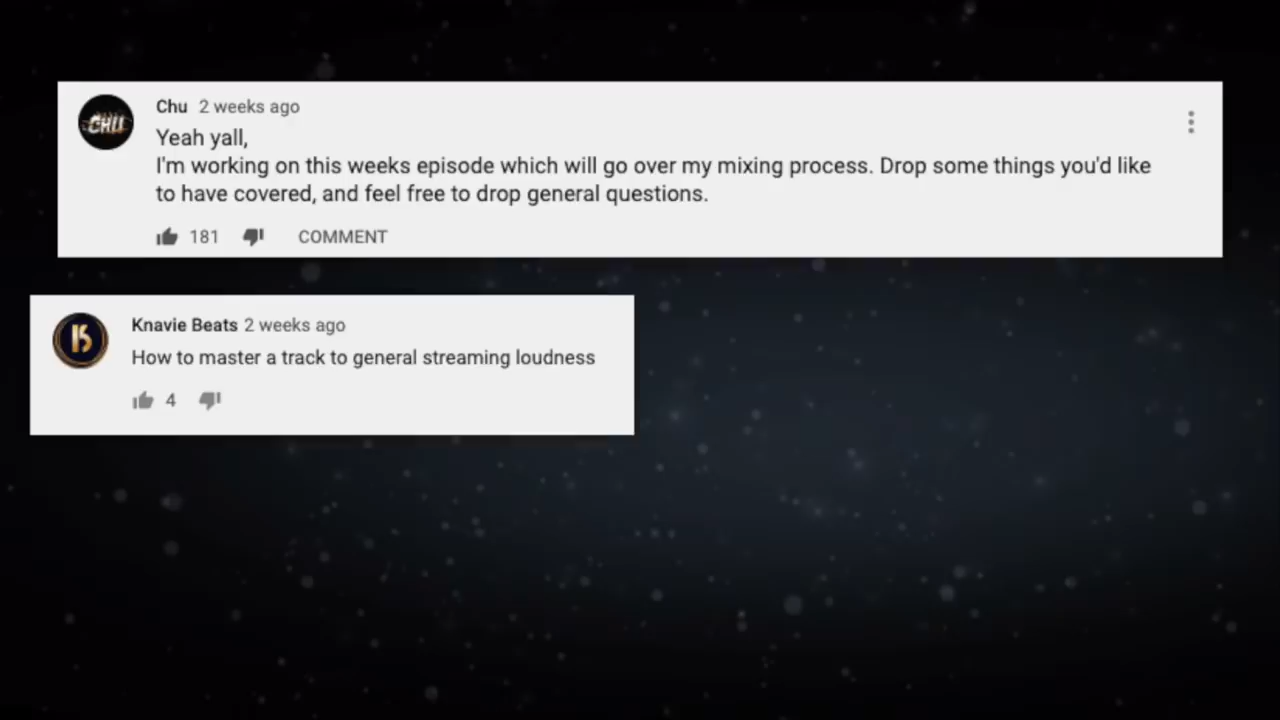 CHU
Chu 2 weeks ago
Yeah yall,
I'm working on this weeks episode which will go over my mixing process. Drop some things you'd like
to have covered, and feel free to drop general questions.
181 COMMENT
Knavie Beats 2 weeks ago
How to master a track to general streaming loudness
4